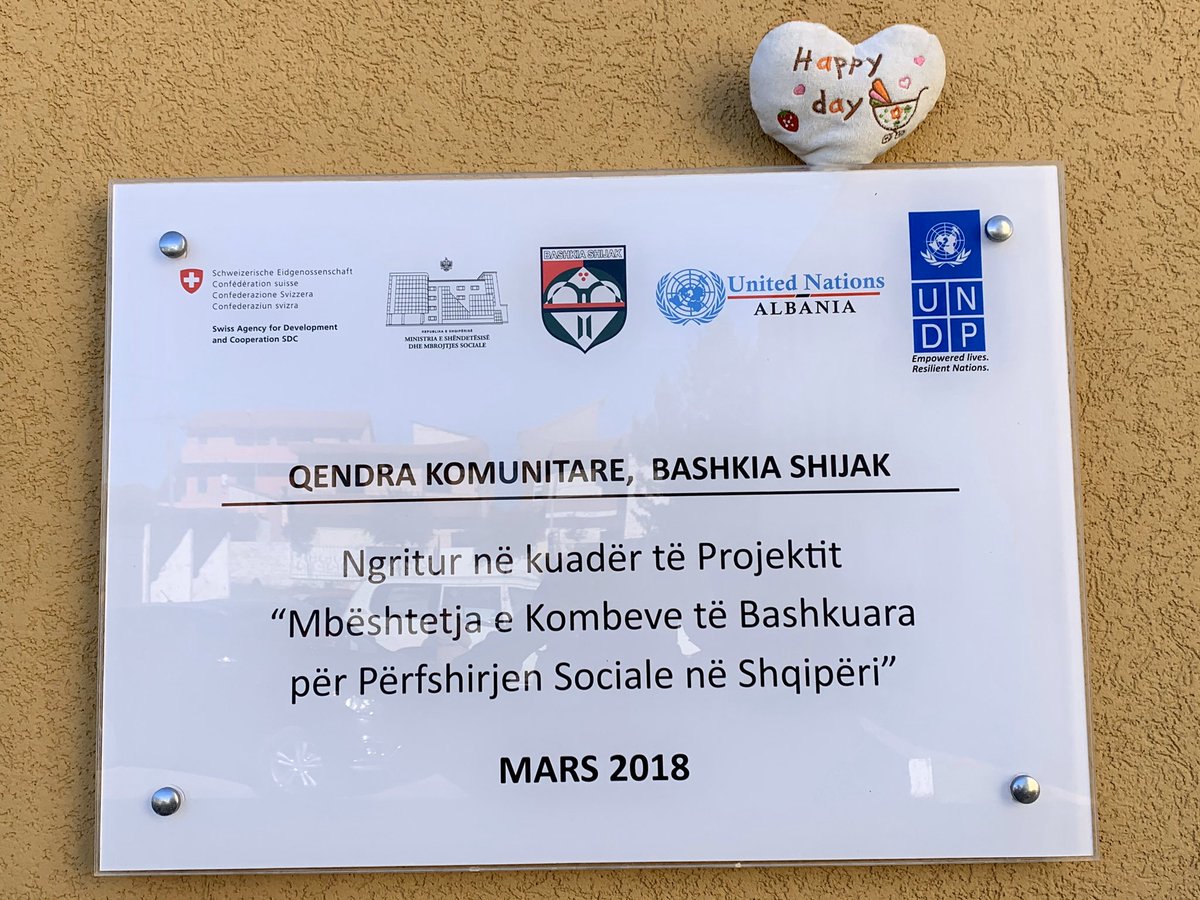 Happy
day
Schweizerische Eidgenossenschaft
Confédération suisse
Confederazione Svizzera
Confederaziun svizra
Swiss Agency for Development
and Cooperation SDC
REPUBLIKA E SHQIPËRISË
MINISTRIA E SHËNDETËSISË
DHE MBROJTJES SOCIALE
BASHKIA SHIJAK
United Nations
ALBANIA
UN
DP
Empowered lives.
Resilient Nations.
QENDRA KOMUNITARE, BASHKIA SHIJAK
Ngritur në kuadër të Projektit
“Mbështetja e Kombeve të Bashkuara
për Përfshirjen Sociale në Shqipëri”
MARS 2018